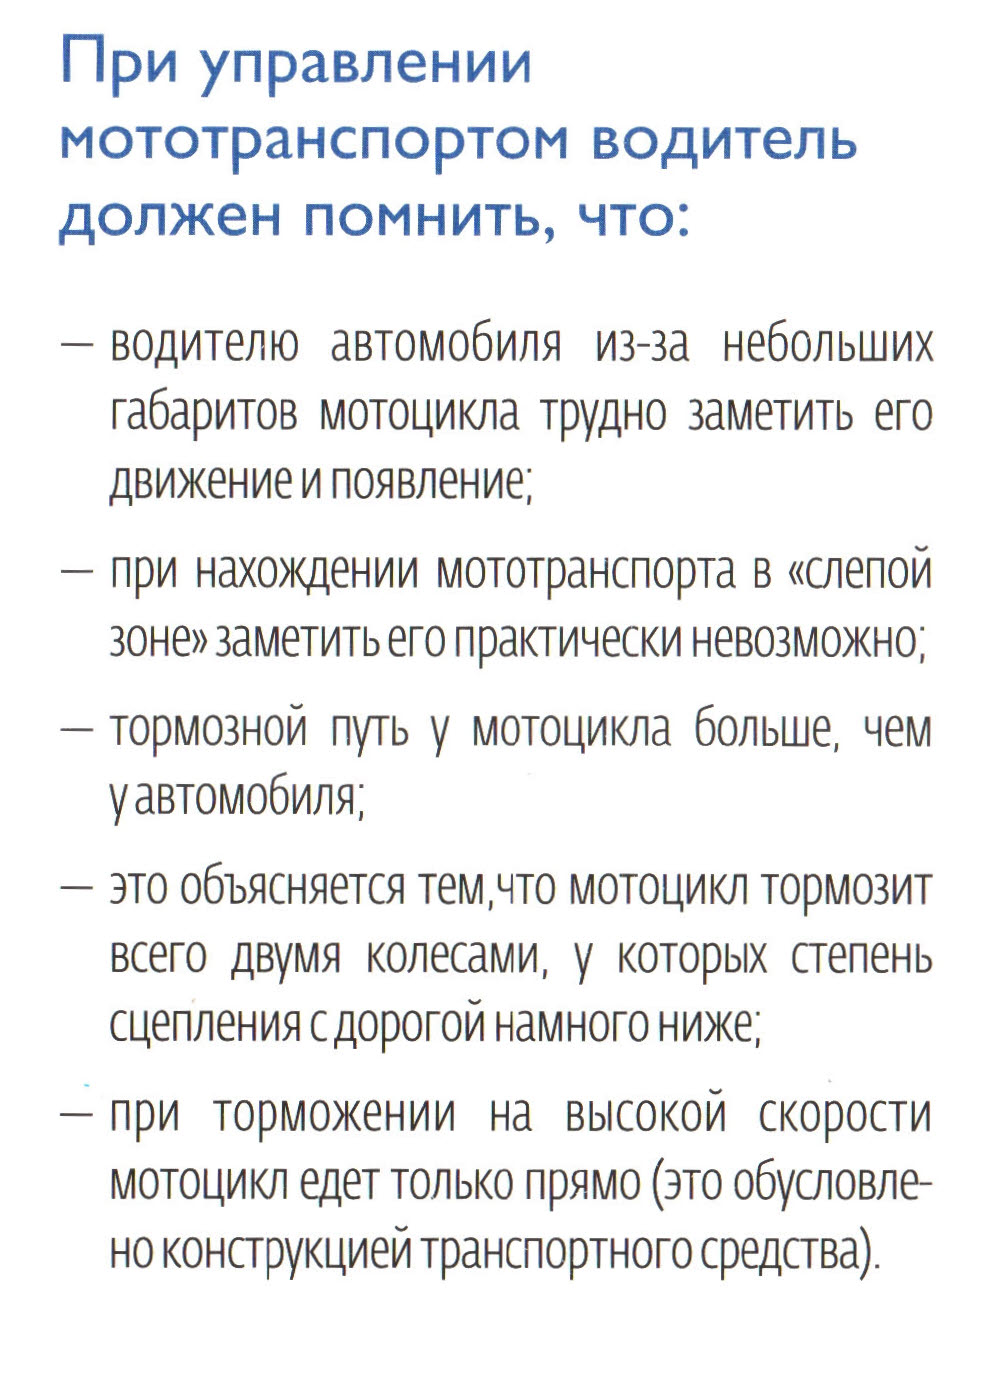 При управлении
мототранспортом водитель
должен помнить, что:
— водителю автомобиля из-за небольших
габаритов мотоцикла трудно заметить его
движение и появление;
— при нахождении мототранспорта в «слепой
зоне» заметить его практически невозможно;
— тормозной путь у мотоцикла больше, чем
у автомобиля;
— это объясняется тем,что мотоцикл тормозит
всего двумя колесами, у которых степень
сцепления с дорогой намного ниже;
— при торможении на высокой скорости
мотоцикл едет только прямо (это обусловле-
но конструкцией транспортного средства).